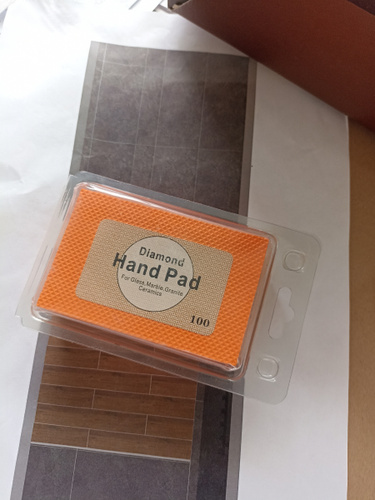 Diamond
Hand Pad
For Glass, Marble, Granite,
Ceramics
100